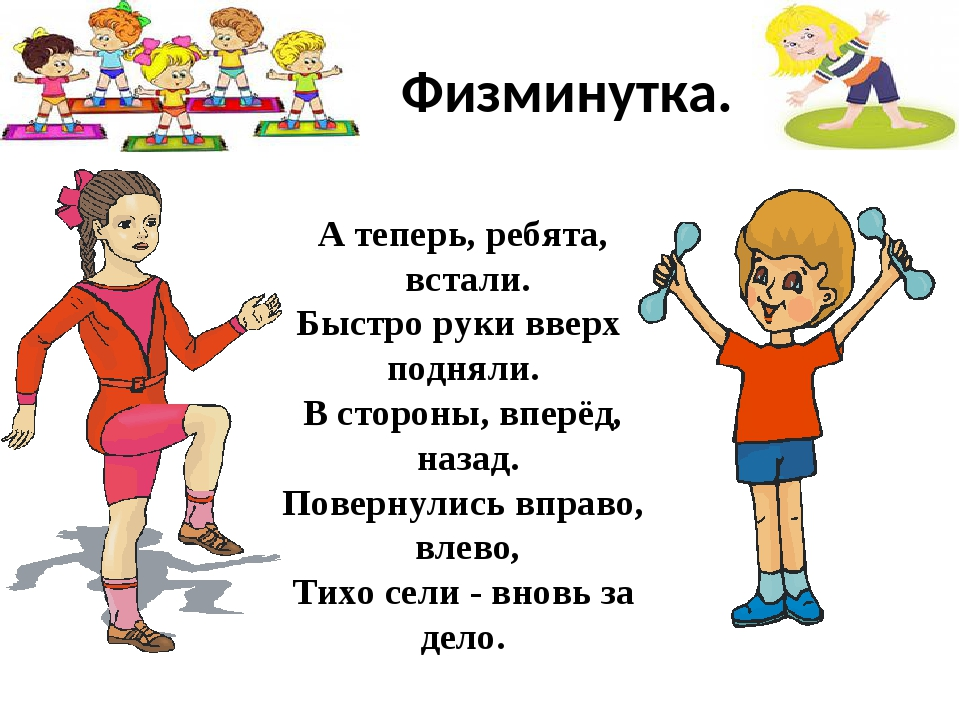 Физминутка.
А теперь, ребята,
встали.
Быстро руки вверх
подняли.
В стороны, вперёд,
назад.
Повернулись вправо,
влево,
Тихо сели - вновь за
дело.